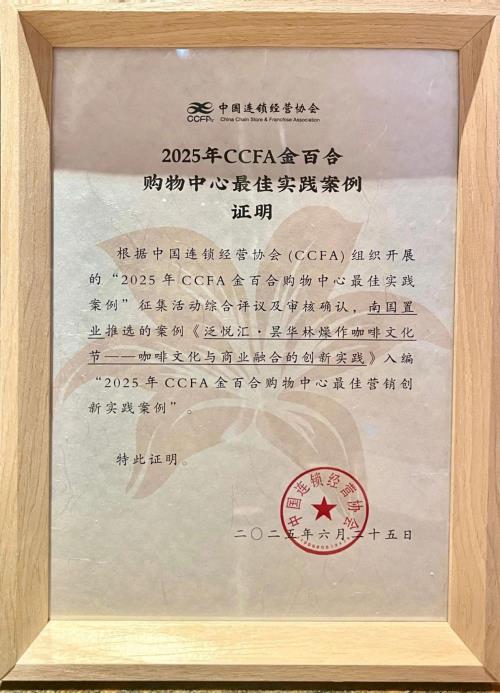 中国连锁经营协会
CCFA
China Chain Store & Franchise Association
2025年CCFA金百合
购物中心最佳实践案例
证明
根据中国连锁经营协会(CCFA)组织开展
的“2025年CCFA金百合购物中心最佳实践
案例”征集活动综合评议及审核确认，南国置
业推选的案例《泛悦汇·昙华林燥作咖啡文化
节——咖啡文化与商业融合的创新实践》入编
“2025年CCFA金百合购物中心最佳营销创
新实践案例”。
特此证明。
中国连锁经营协会
二〇二五年六月二十五日